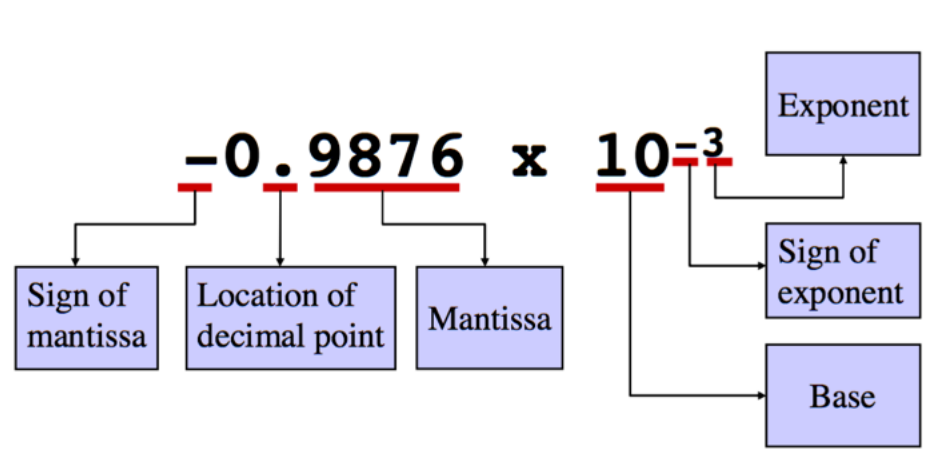 -0.9876 x 10⁻³
Exponent
Sign of
mantissa
Location of
decimal point
Mantissa
Sign of
exponent
Base